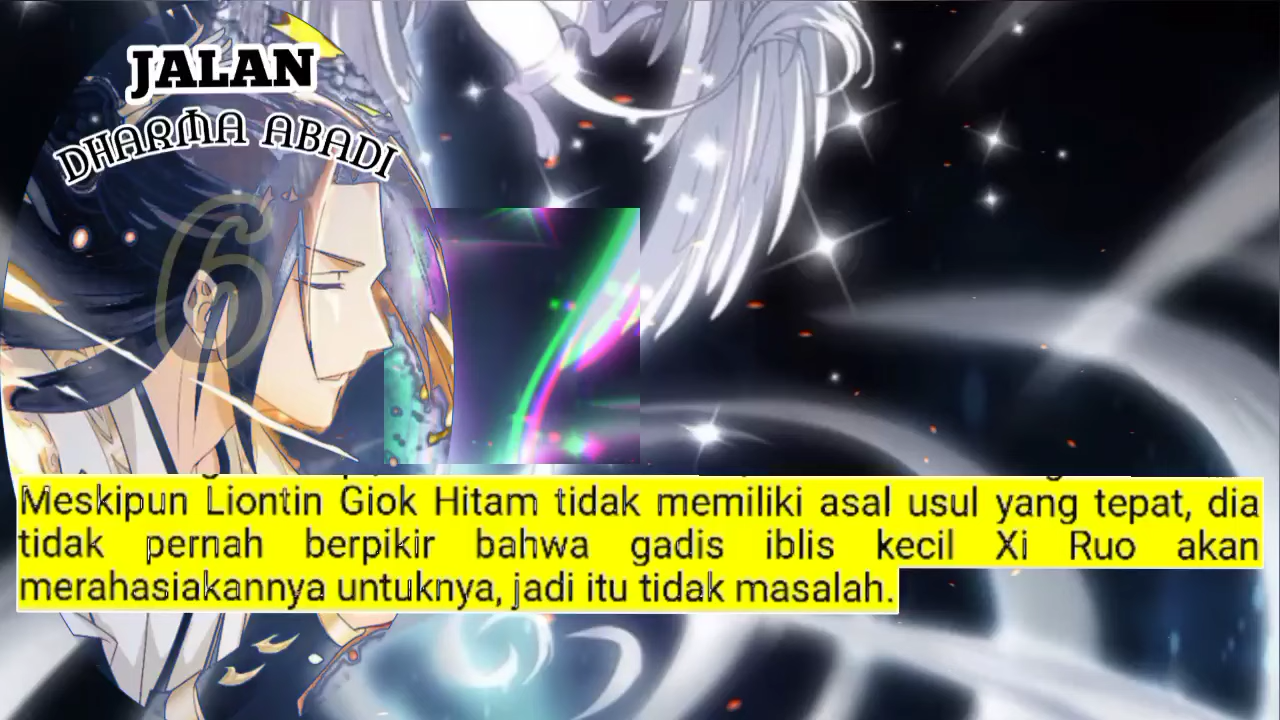 JALAN
DHARMA ABADI
6
Meskipun Liontin Giok Hitam tidak memiliki asal usul yang tepat, dia
tidak pernah berpikir bahwa gadis iblis kecil Xi Ruo akan
merahasiakannya untuknya, jadi itu tidak masalah.